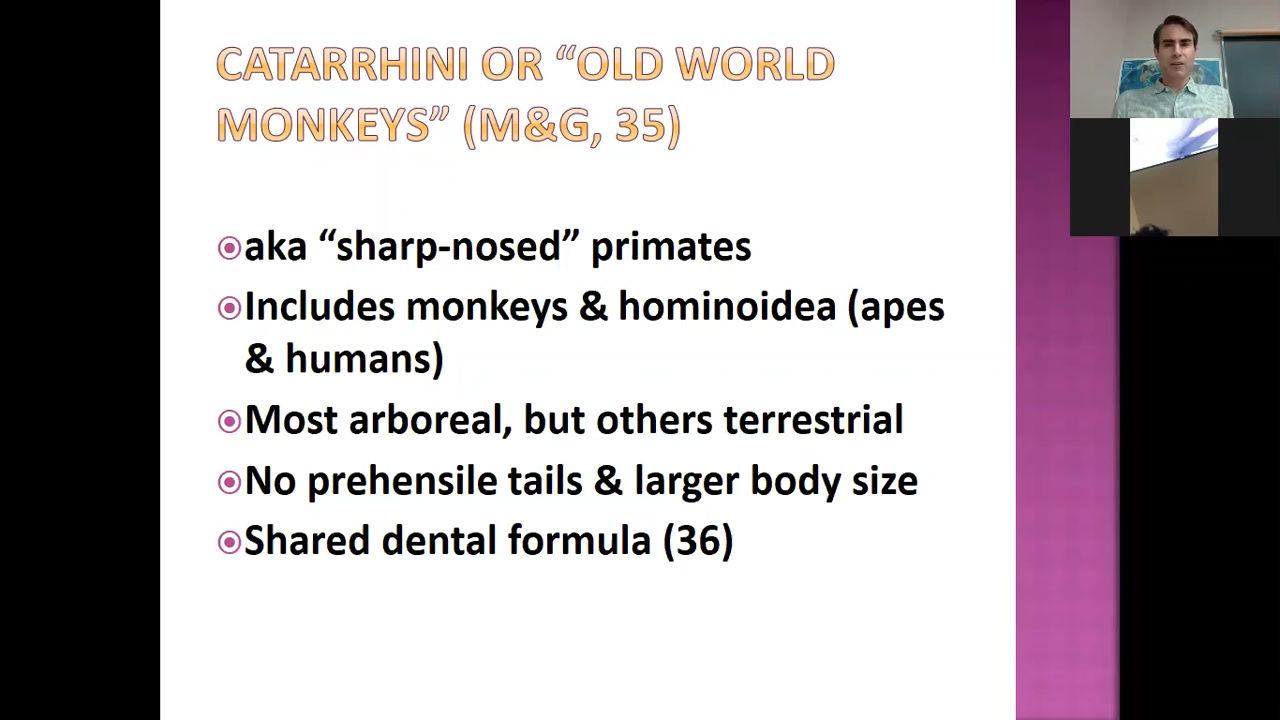 CATARRHINI OR “OLD WORLD
MONKEYS” (M&G, 35)
aka “sharp-nosed” primates
Includes monkeys & hominoidea (apes
& humans)
Most arboreal, but others terrestrial
No prehensile tails & larger body size
Shared dental formula (36)